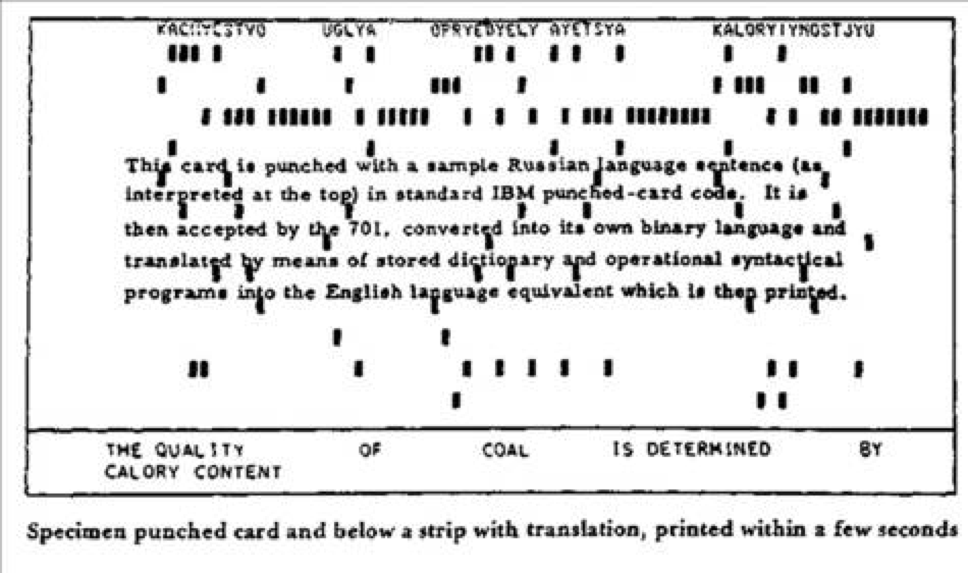 KACHYESTVO UGLYA OPRYEDYELY AYETSYA KALORYIYNOSTJYU
This card is punched with a sample Russian language sentence (as
interpreted at the top) in standard IBM punched-card code. It is
then accepted by the 701, converted into its own binary language and
translated by means of stored dictionary and operational syntactical
programs into the English language equivalent which is then printed.
THE QUALITY OF COAL IS DETERMINED BY
CALORY CONTENT
Specimen punched card and below a strip with translation, printed within a few seconds